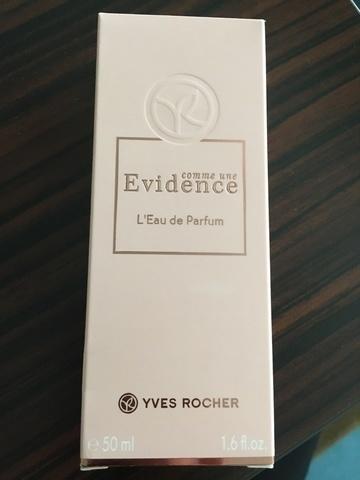 comme une
Evidence
L'Eau de Parfum
YVES ROCHER
e 50 ml 1.6 fl.oz.